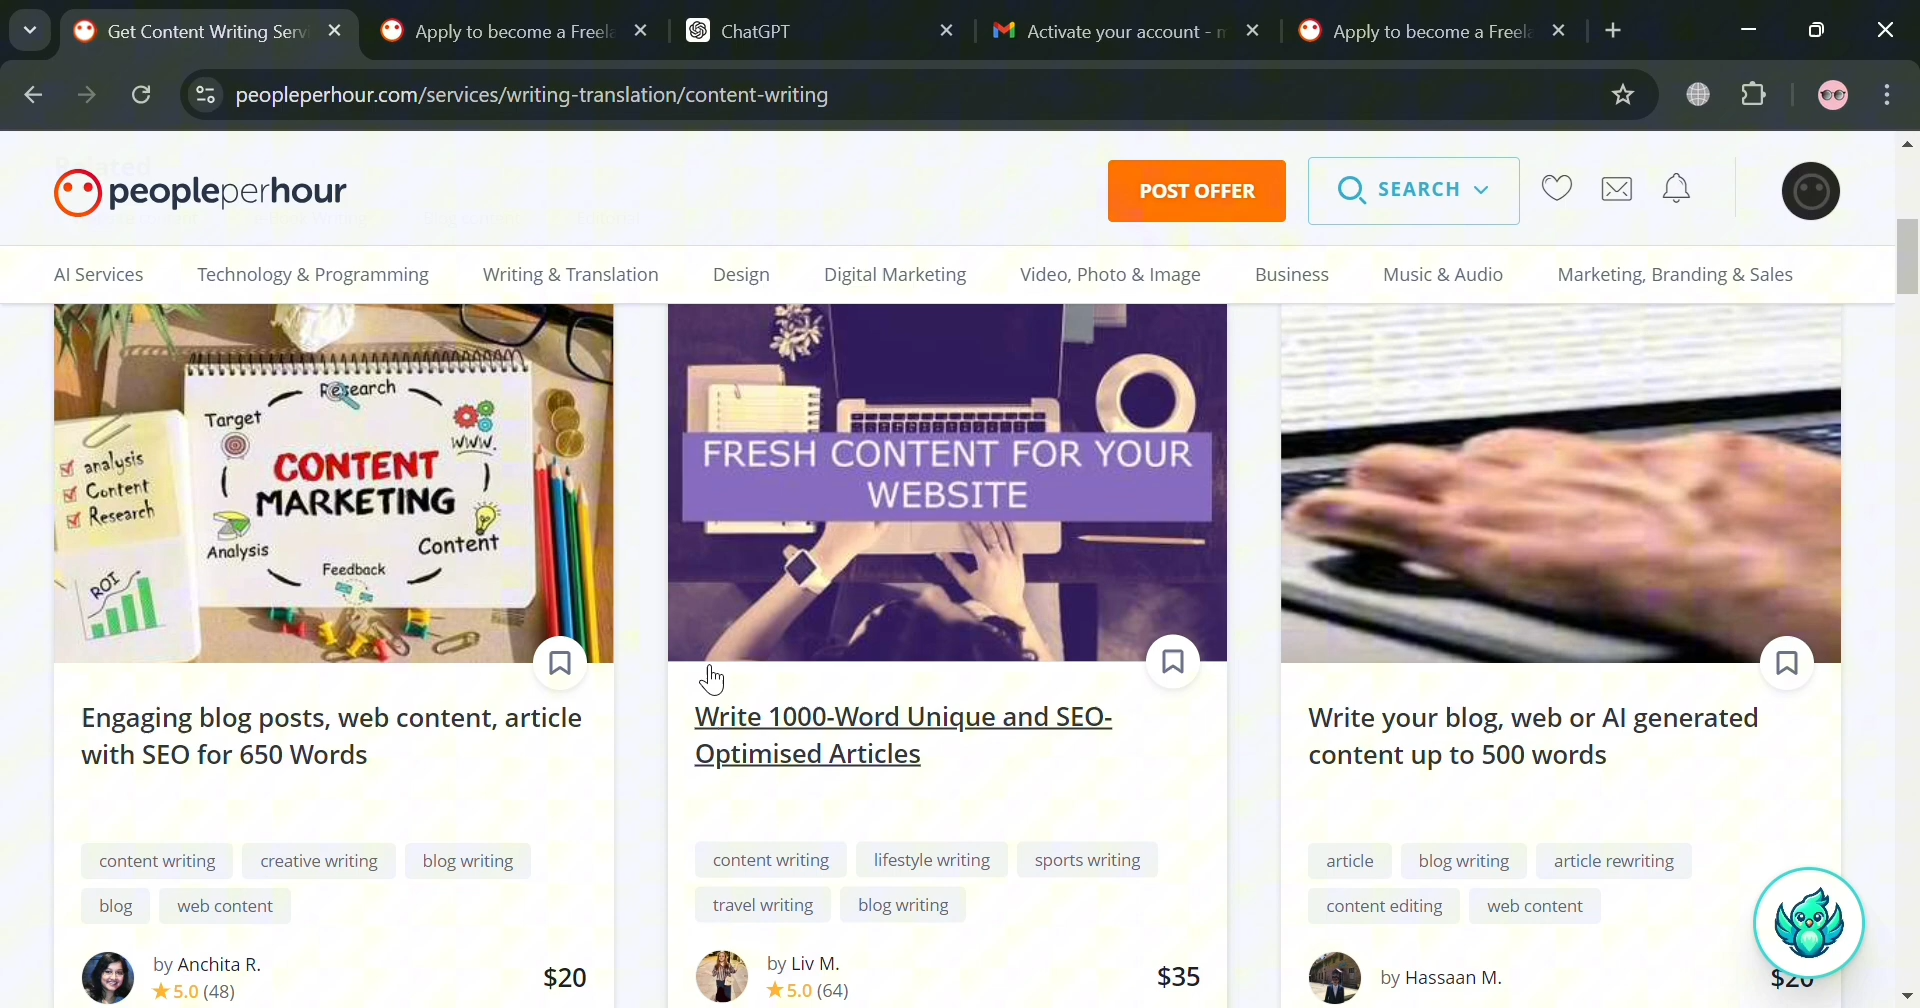 Get Content Writing Serv
Apply to become a Freela
ChatGPT
Activate your account - m
Apply to become a Freela
peopleperhour.com/services/writing-translation/content-writing
Related
peopleperhour
POST OFFER
SEARCH
AI Services
Technology & Programming
Writing & Translation
Design
Digital Marketing
Video, Photo & Image
Business
Music & Audio
Marketing, Branding & Sales
Research
Target
www.
CONTENT
MARKETING
Analysis
Content
Feedback
analysis
Content
Research
ROI
FRESH CONTENT FOR YOUR
WEBSITE
Engaging blog posts, web content, article
with SEO for 650 Words
content writing
creative writing
blog writing
blog
web content
by Anchita R.
5.0 (48)
$20
Write 1000-Word Unique and SEO-
Optimised Articles
content writing
lifestyle writing
sports writing
travel writing
blog writing
by Liv M.
5.0 (64)
$35
Write your blog, web or AI generated
content up to 500 words
article
blog writing
article rewriting
content editing
web content
by Hassaan M.
$20